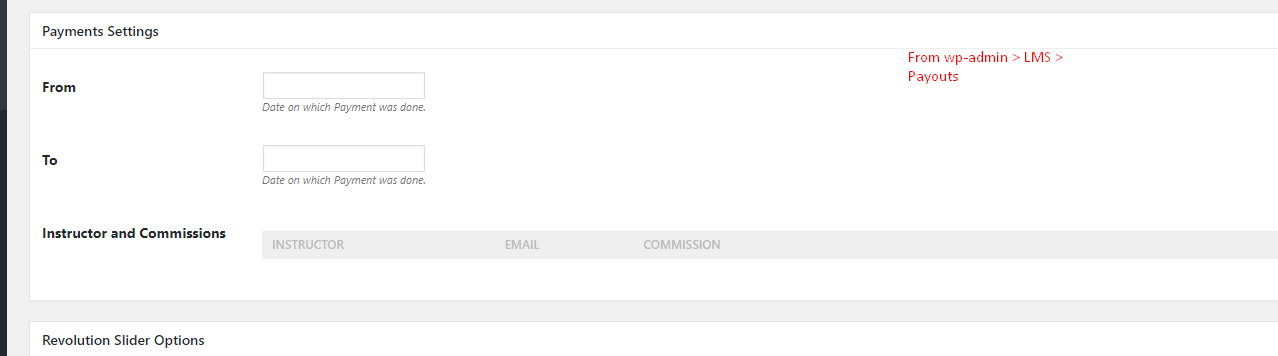 Payments Settings
From wp-admin > LMS >
Payouts
From
Date on which Payment was done.
To
Date on which Payment was done.
Instructor and Commissions
INSTRUCTOR EMAIL COMMISSION
Revolution Slider Options